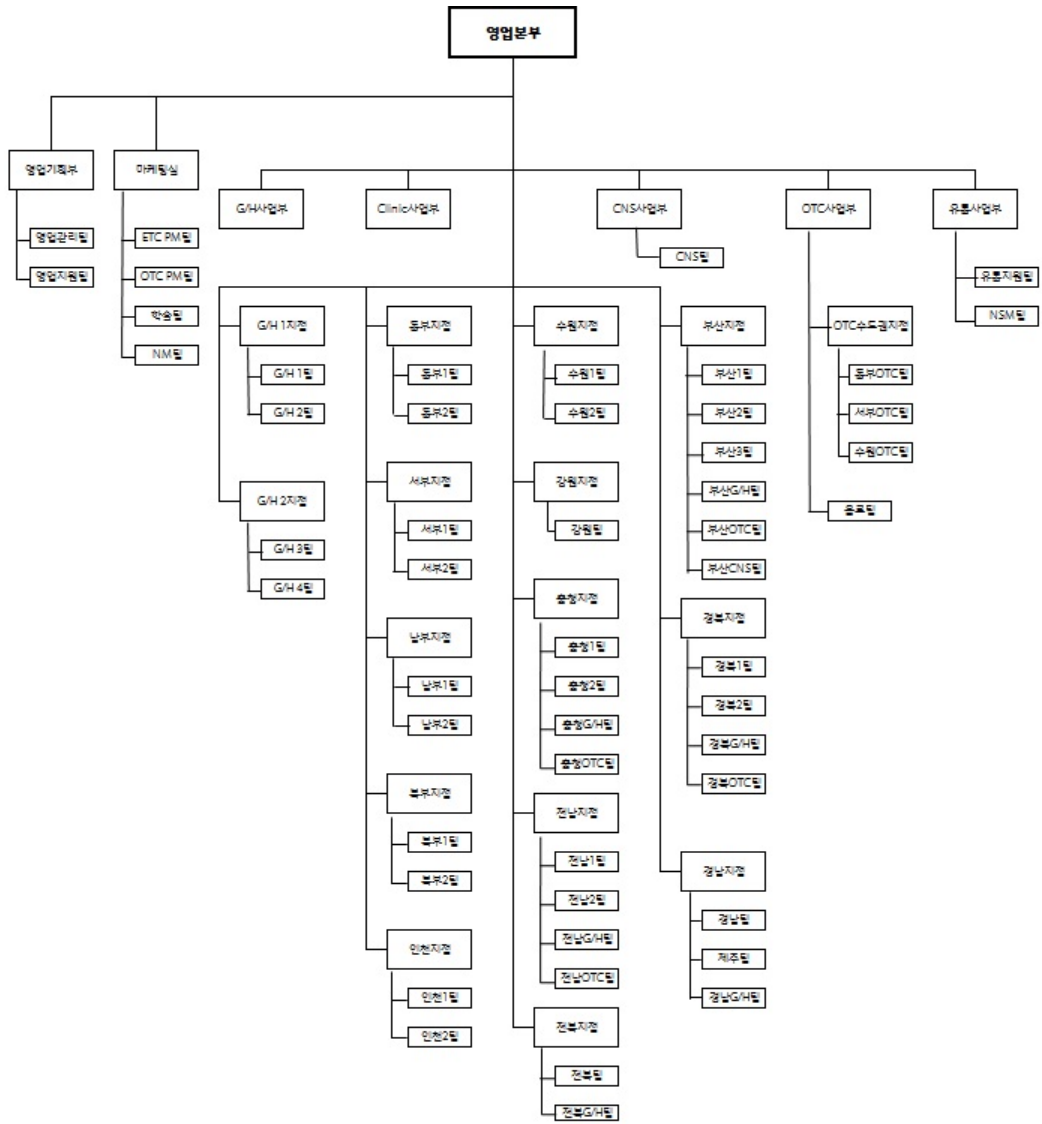 영업본부
영업기획부
마케팅실
G/H사업부
Clinic사업부
CNS사업부
OTC사업부
유통사업부
영업관리팀
영업지원팀
ETC PM팀
OTC PM팀
학술팀
NM팀
CNS팀
유통지원팀
NSM팀
G/H 1지점
G/H 1팀
G/H 2팀
G/H 2지점
G/H 3팀
G/H 4팀
동부지점
동부1팀
동부2팀
서부지점
서부1팀
서부2팀
남부지점
남부1팀
남부2팀
북부지점
북부1팀
북부2팀
인천지점
인천1팀
인천2팀
수원지점
수원1팀
수원2팀
강원지점
강원팀
충청지점
충청1팀
충청2팀
충청G/H팀
충청OTC팀
전남지점
전남1팀
전남2팀
전남G/H팀
전남OTC팀
전북지점
전북팀
전북G/H팀
부산지점
부산1팀
부산2팀
부산3팀
부산G/H팀
부산OTC팀
부산CNS팀
경북지점
경북1팀
경북2팀
경북G/H팀
경북OTC팀
경남지점
경남팀
제주팀
경남G/H팀
OTC수도권지점
동부OTC팀
서부OTC팀
수원OTC팀
음료팀